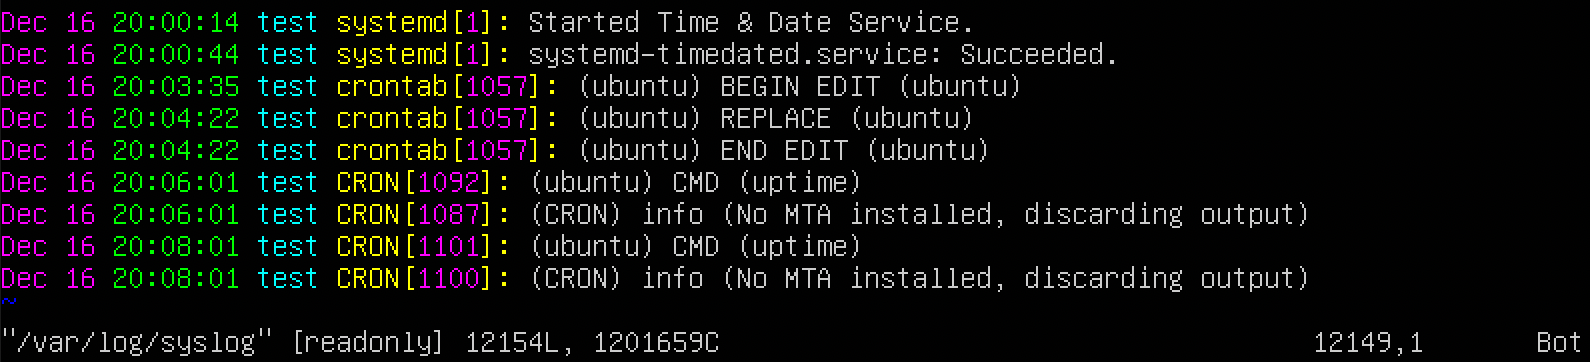 Dec 16 20:00:14 test systemd[1]: Started Time & Date Service.
Dec 16 20:00:44 test systemd[1]: systemd-timedated.service: Succeeded.
Dec 16 20:03:35 test crontab[1057]: (ubuntu) BEGIN EDIT (ubuntu)
Dec 16 20:04:22 test crontab[1057]: (ubuntu) REPLACE (ubuntu)
Dec 16 20:04:22 test crontab[1057]: (ubuntu) END EDIT (ubuntu)
Dec 16 20:06:01 test CRON[1092]: (ubuntu) CMD (uptime)
Dec 16 20:06:01 test CRON[1087]: (CRON) info (No MTA installed, discarding output)
Dec 16 20:08:01 test CRON[1101]: (ubuntu) CMD (uptime)
Dec 16 20:08:01 test CRON[1100]: (CRON) info (No MTA installed, discarding output)
~
"/var/log/syslog" [readonly] 12154L, 1201659C 12149,1 Bot